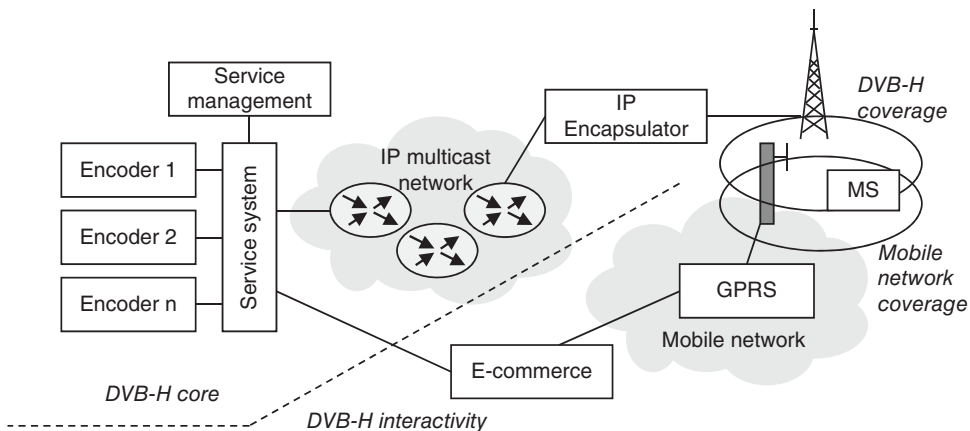 Service
management
Encoder 1
Encoder 2
Encoder n
Service system
IP multicast
network
IP
Encapsulator
DVB-H
coverage
MS
Mobile
network
coverage
GPRS
Mobile network
E-commerce
DVB-H core
DVB-H interactivity